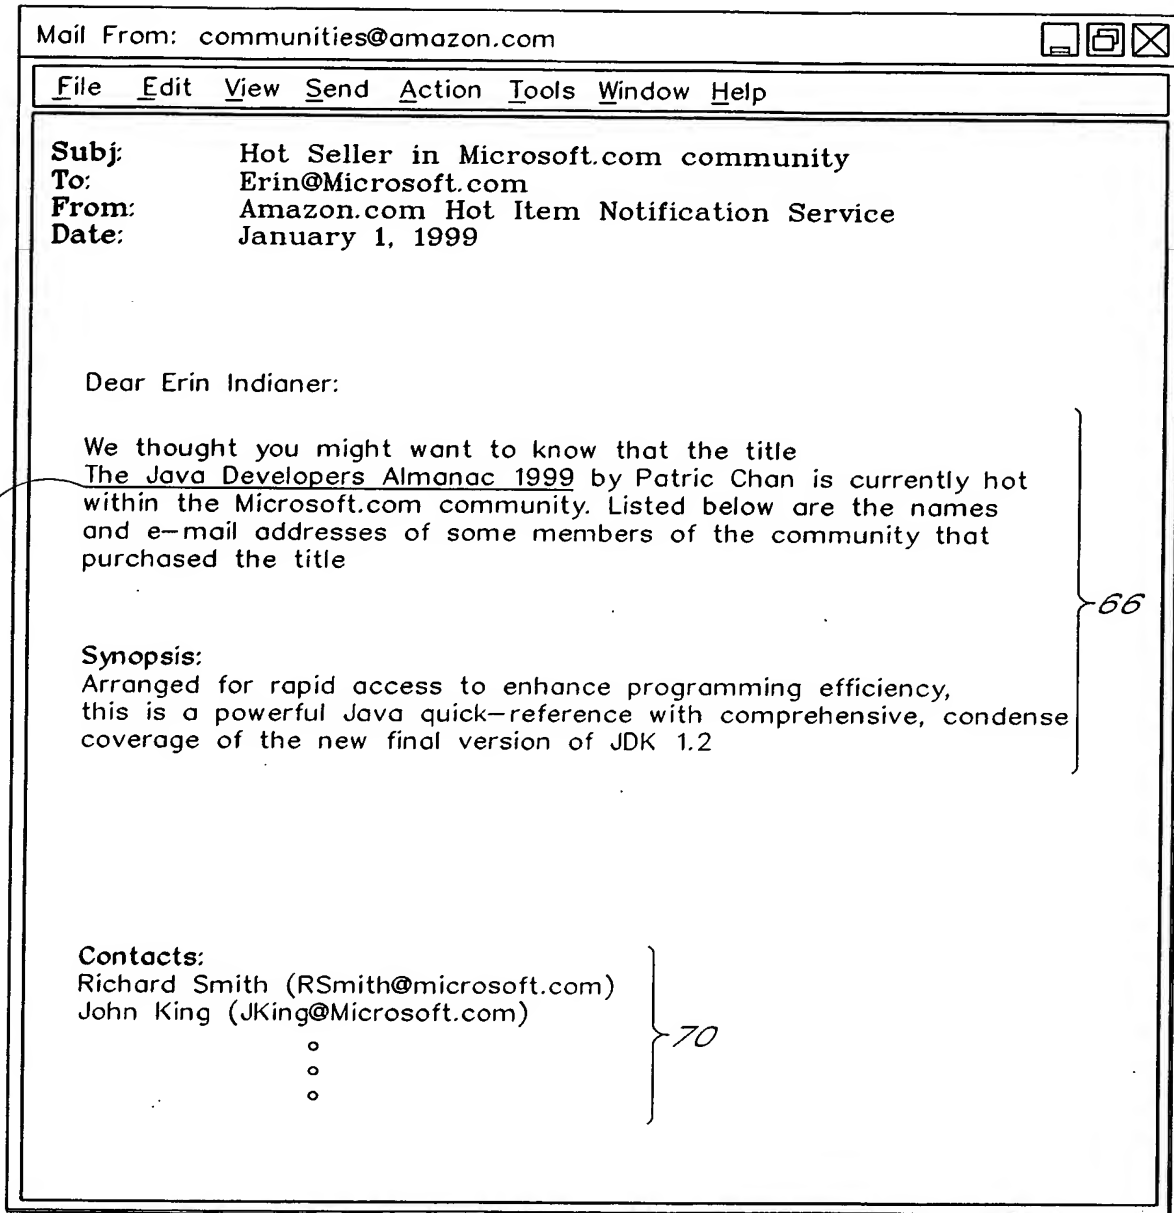 Mail From: communities@amazon.com
File Edit View Send Action Tools Window Help
Subj: Hot Seller in Microsoft.com community
To: Erin@Microsoft.com
From: Amazon.com Hot Item Notification Service
Date: January 1, 1999
Dear Erin Indianer:
We thought you might want to know that the title
The Java Developers Almanac 1999 by Patric Chan is currently hot
within the Microsoft.com community. Listed below are the names
and e-mail addresses of some members of the community that
purchased the title
66
Synopsis:
Arranged for rapid access to enhance programming efficiency,
this is a powerful Java quick-reference with comprehensive, condense
coverage of the new final version of JDK 1.2
Contacts:
Richard Smith (RSmith@microsoft.com)
John King (JKing@Microsoft.com)
70